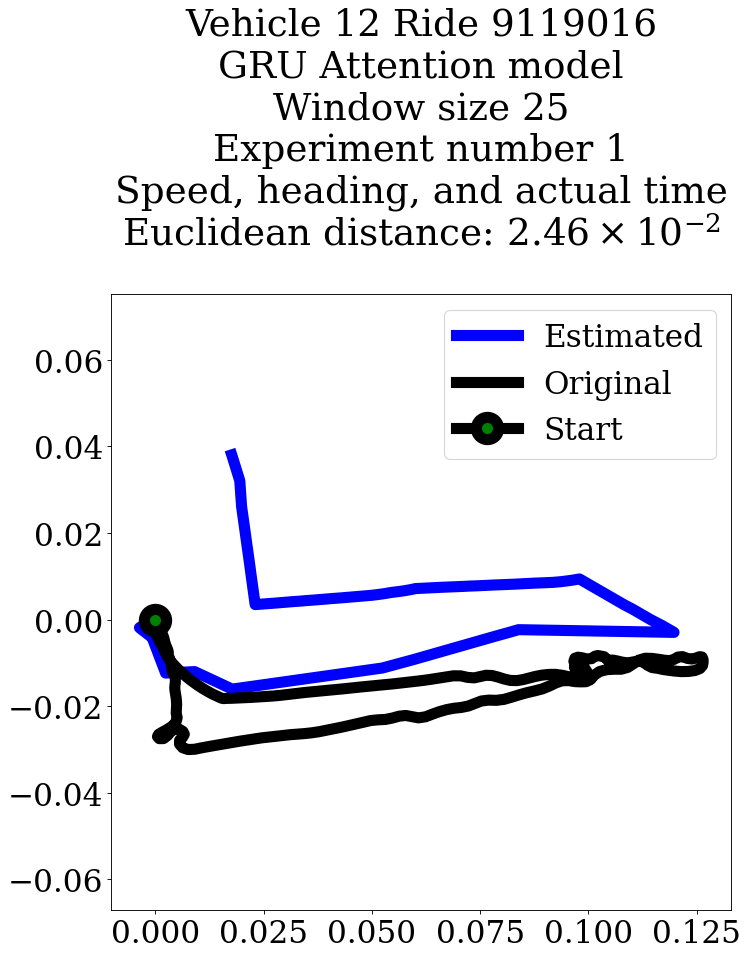 Vehicle 12 Ride 9119016
GRU Attention model
Window size 25
Experiment number 1
Speed, heading, and actual time
Euclidean distance: 2.46 × 10⁻²
Estimated
Original
Start
0.06
0.04
0.02
0.00
−0.02
−0.04
−0.06
0.000 0.025 0.050 0.075 0.100 0.125